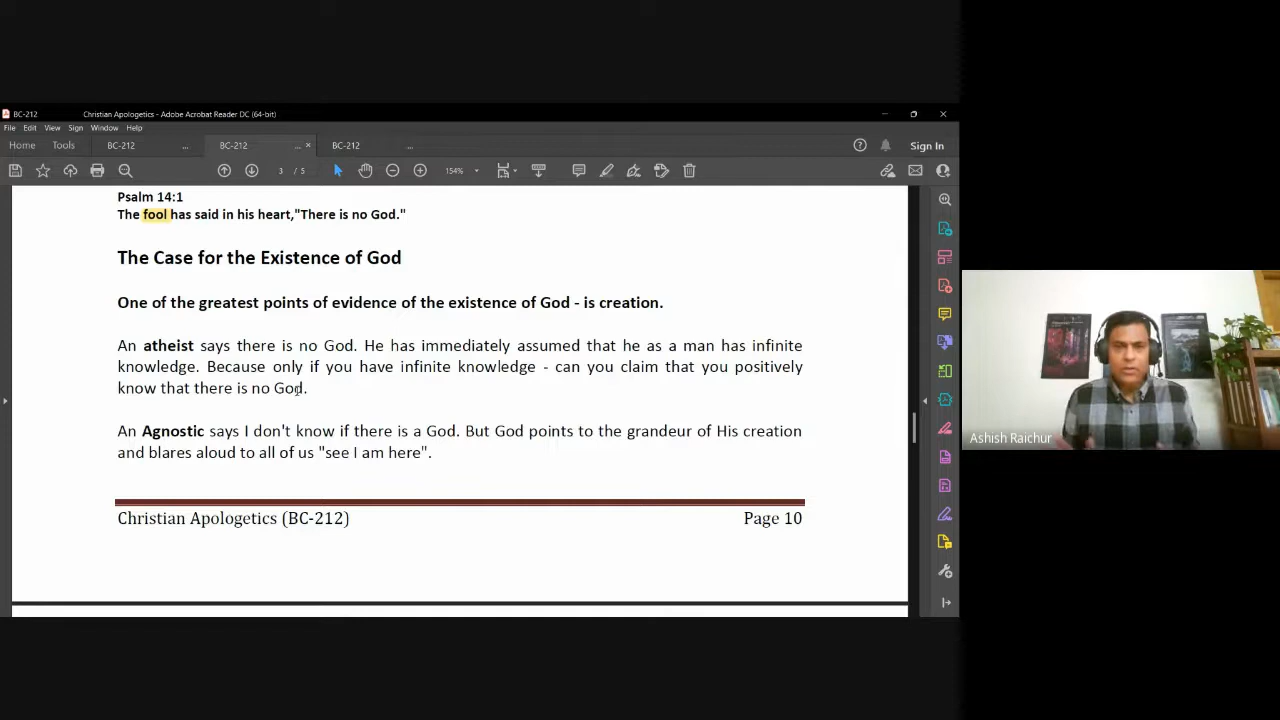 BC-212 Christian Apologetics - Adobe Acrobat Reader DC (64-bit)
File Edit View Sign Window Help
Home Tools BC-212 ... BC-212 ... × BC-212 ... Sign In
3 / 5 154%
Psalm 14:1
The fool has said in his heart,"There is no God."
The Case for the Existence of God
One of the greatest points of evidence of the existence of God - is creation.
An atheist says there is no God. He has immediately assumed that he as a man has infinite
knowledge. Because only if you have infinite knowledge - can you claim that you positively
know that there is no God.
An Agnostic says I don't know if there is a God. But God points to the grandeur of His creation
and blares aloud to all of us "see I am here".
Christian Apologetics (BC-212) Page 10
Ashish Raichur